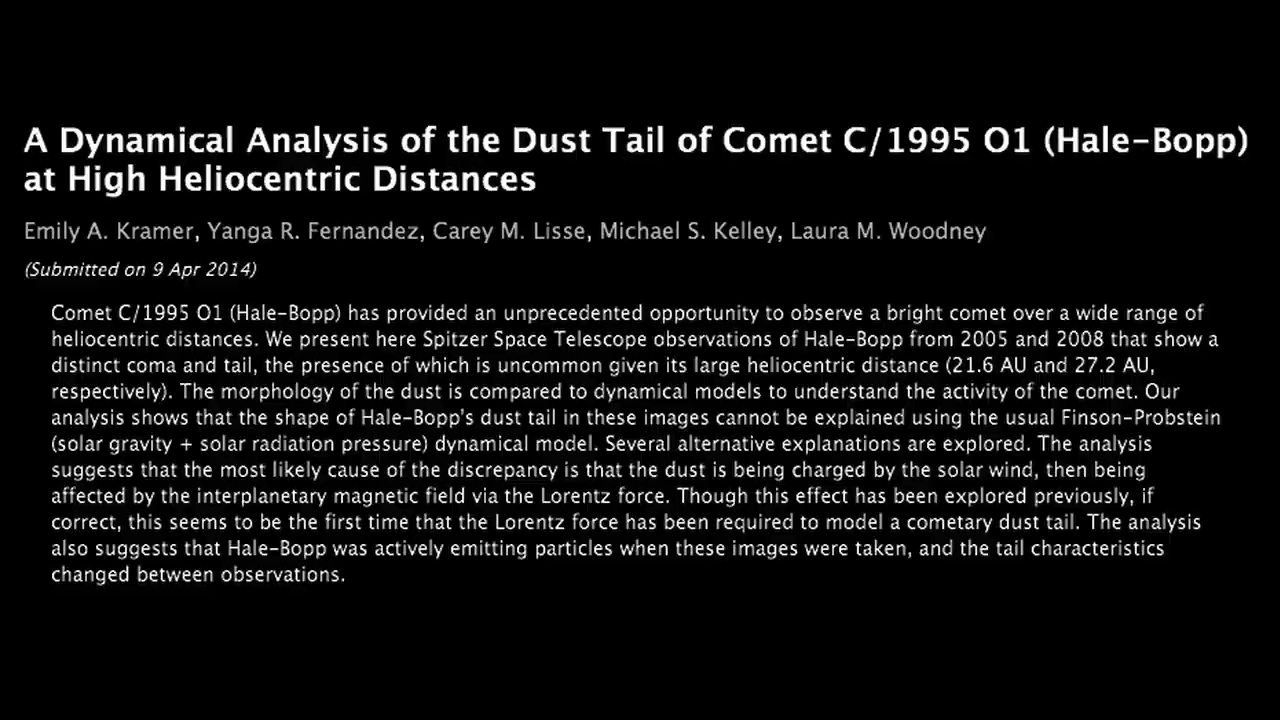 A Dynamical Analysis of the Dust Tail of Comet C/1995 O1 (Hale-Bopp)
at High Heliocentric Distances
Emily A. Kramer, Yanga R. Fernandez, Carey M. Lisse, Michael S. Kelley, Laura M. Woodney
(Submitted on 9 Apr 2014)
Comet C/1995 O1 (Hale-Bopp) has provided an unprecedented opportunity to observe a bright comet over a wide range of
heliocentric distances. We present here Spitzer Space Telescope observations of Hale-Bopp from 2005 and 2008 that show a
distinct coma and tail, the presence of which is uncommon given its large heliocentric distance (21.6 AU and 27.2 AU,
respectively). The morphology of the dust is compared to dynamical models to understand the activity of the comet. Our
analysis shows that the shape of Hale-Bopp's dust tail in these images cannot be explained using the usual Finson-Probstein
(solar gravity + solar radiation pressure) dynamical model. Several alternative explanations are explored. The analysis
suggests that the most likely cause of the discrepancy is that the dust is being charged by the solar wind, then being
affected by the interplanetary magnetic field via the Lorentz force. Though this effect has been explored previously, if
correct, this seems to be the first time that the Lorentz force has been required to model a cometary dust tail. The analysis
also suggests that Hale-Bopp was actively emitting particles when these images were taken, and the tail characteristics
changed between observations.